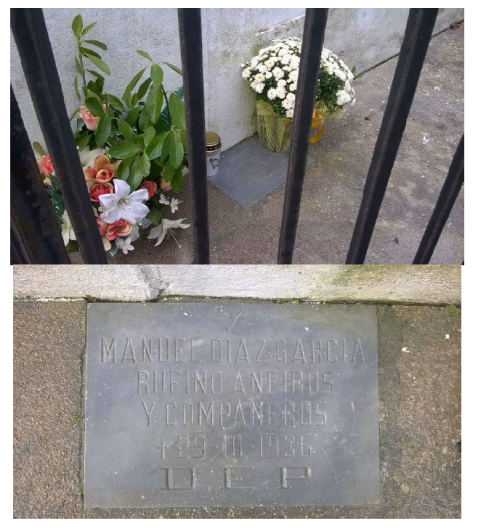 MANUEL DIAZ GARCIA
RUFINO ANEIROS
Y COMPAÑEROS
+ 29-10-1936
D E P